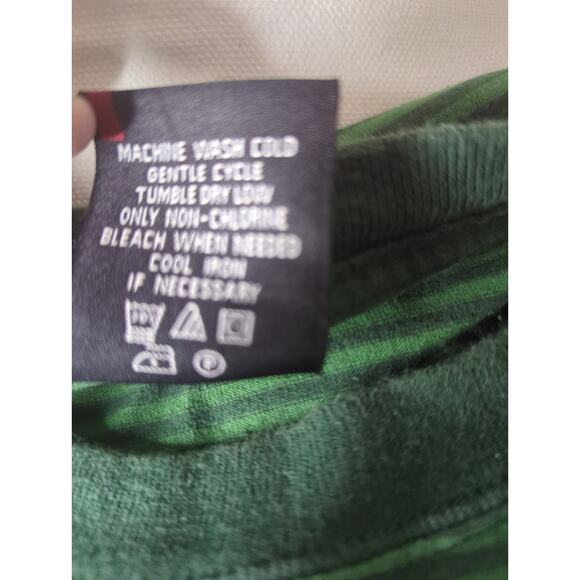 MACHINE WASH COLD
GENTLE CYCLE
TUMBLE DRY LOW
ONLY NON-CHLORINE
BLEACH WHEN NEEDED
COOL IRON
IF NECESSARY
P